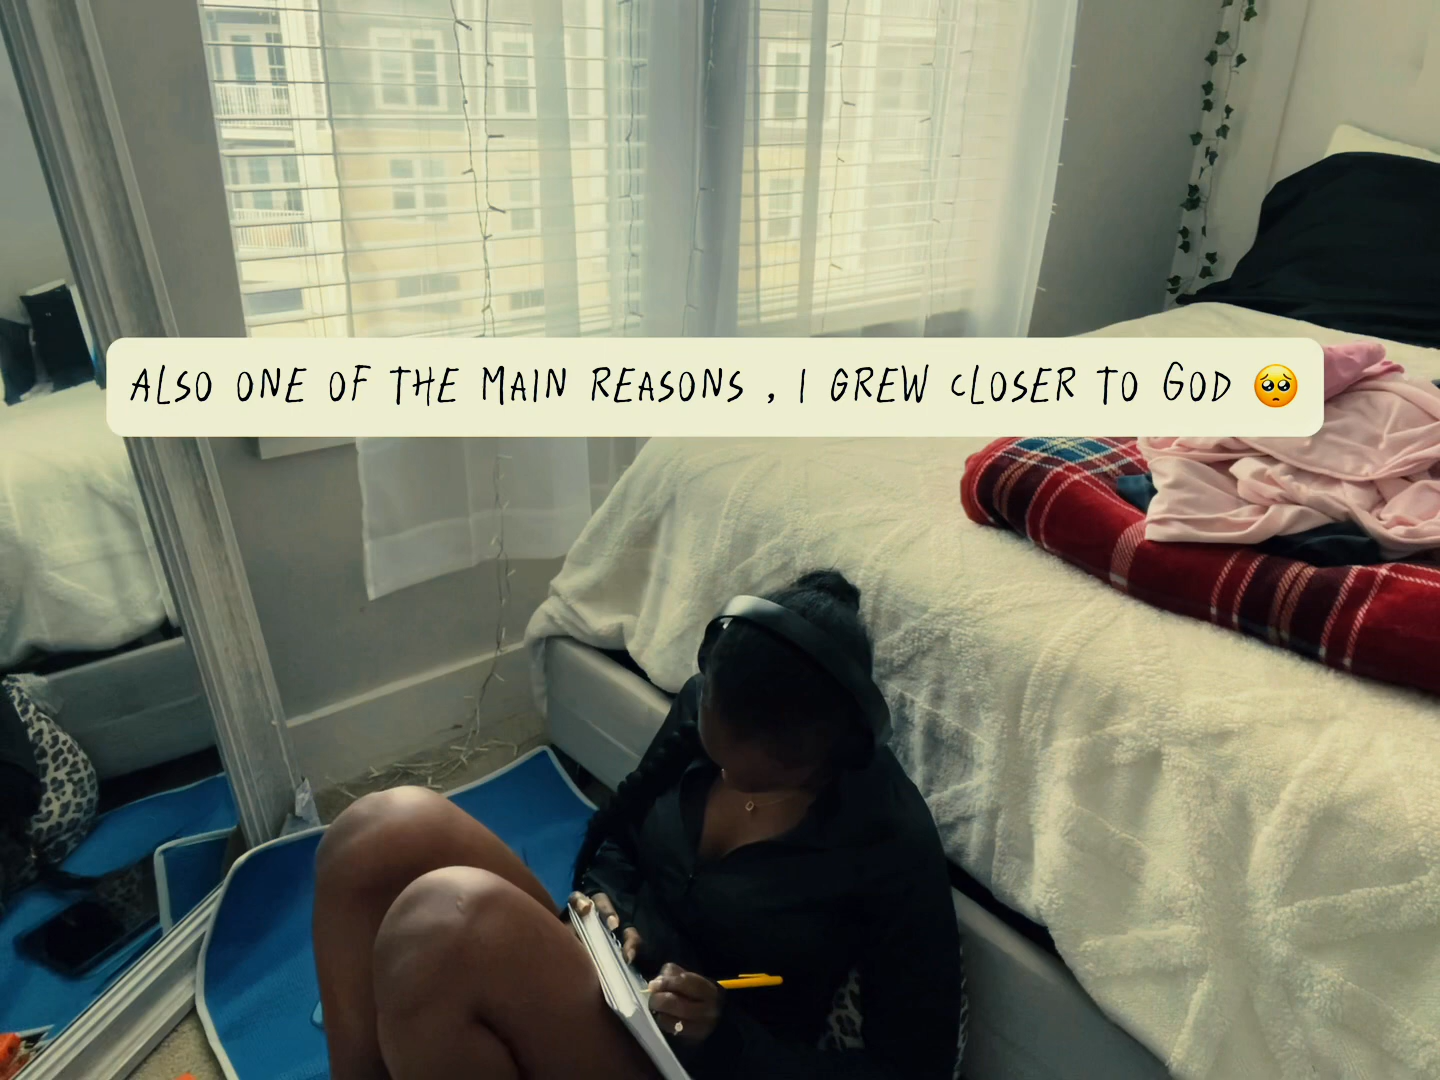 ALSO ONE OF THE MAIN REASONS , I GREW CLOSER TO GOD 🥺